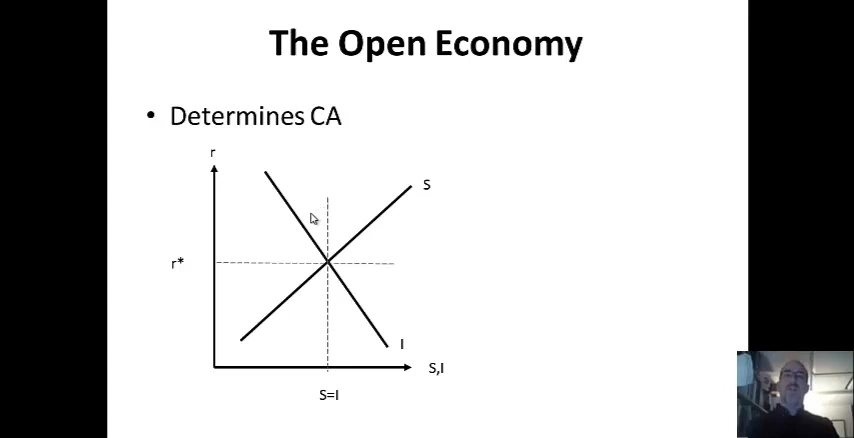 The Open Economy
• Determines CA
r
S
r*
I
S,I
S=I